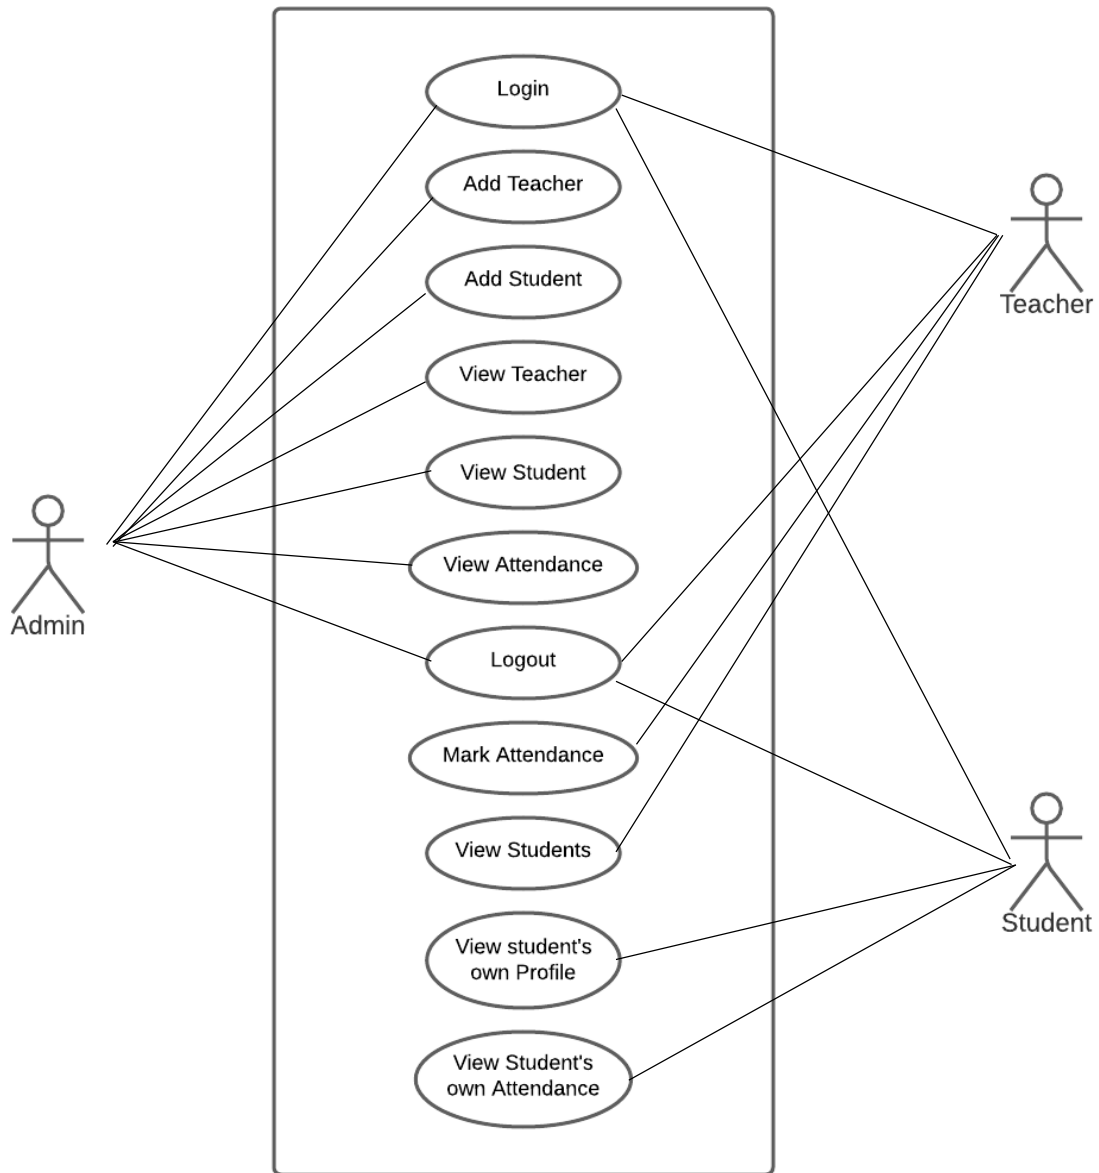 Login
Add Teacher
Add Student
View Teacher
View Student
View Attendance
Logout
Mark Attendance
View Students
View student's
own Profile
View Student's
own Attendance
Admin
Teacher
Student